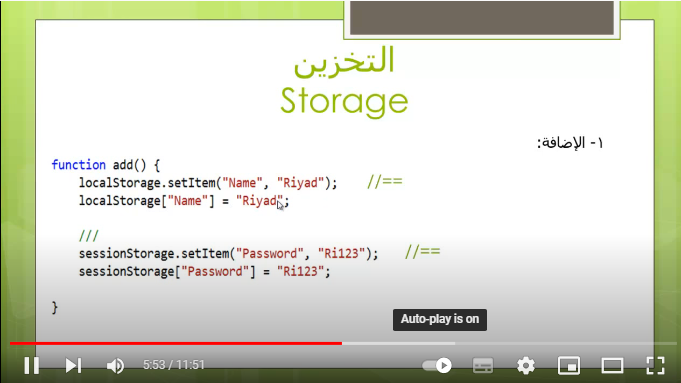 التخزين
Storage
١- الإضافة:
function add() {
localStorage.setItem("Name", "Riyad"); //==
localStorage["Name"] = "Riyad";
///
sessionStorage.setItem("Password", "Ri123"); //==
sessionStorage["Password"] = "Ri123";
}
Auto-play is on
5:53 / 11:51